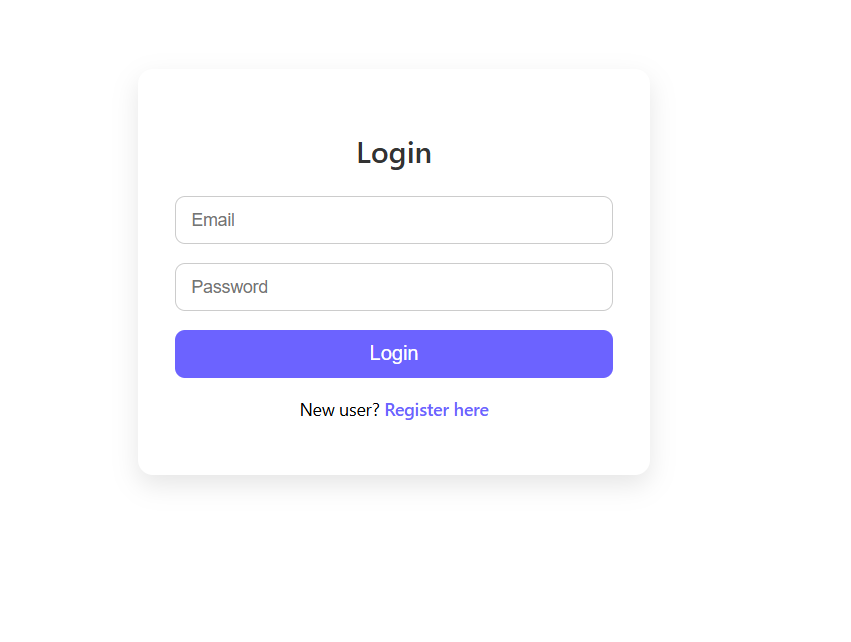 Login
Email
Password
Login
New user? Register here